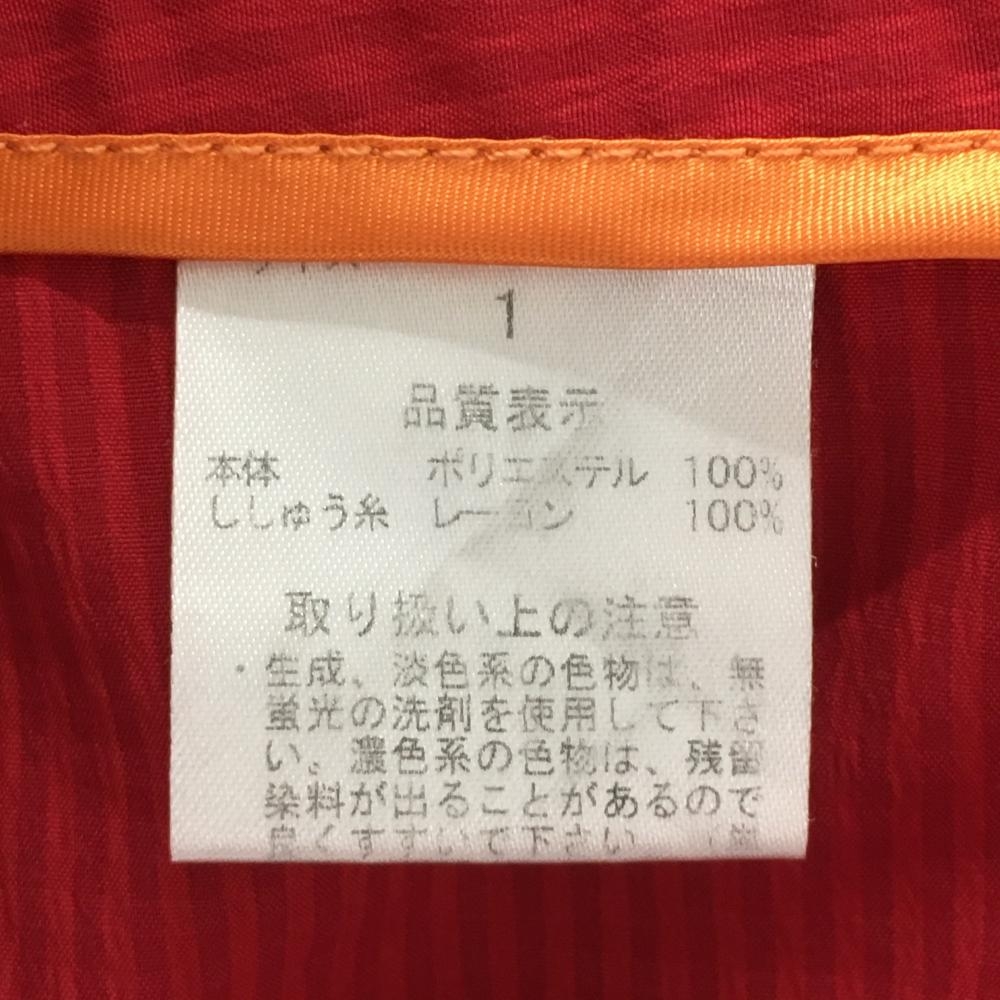 1
品質表示
本体 ポリエステル 100%
ししゅう糸 レーヨン 100%
取り扱い上の注意
・生成、淡色系の色物は、無
蛍光の洗剤を使用して下さ
い。濃色系の色物は、残留
染料が出ることがあるので
良くすすいで下さい